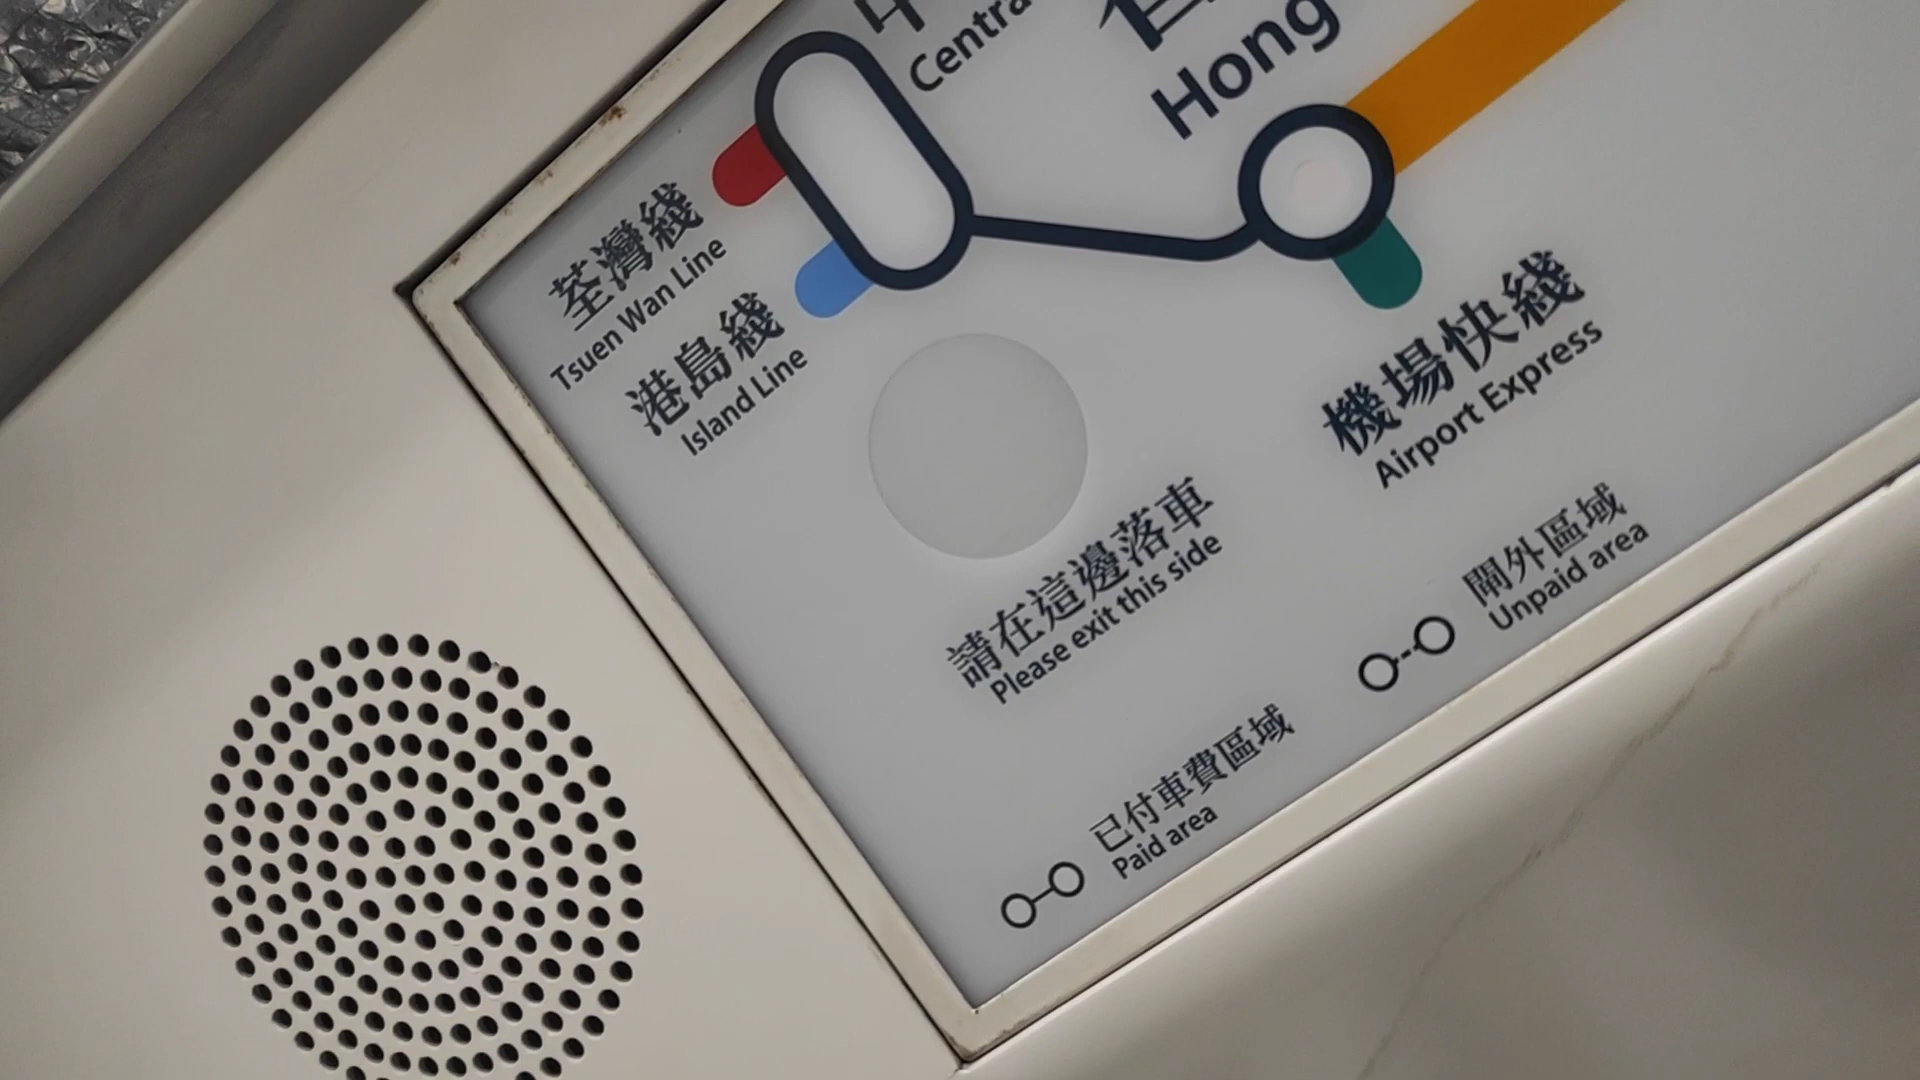 Hong
荃灣綫
Tsuen Wan Line
港島綫
Island Line
機場快綫
Airport Express
請在這邊落車
Please exit this side
閘外區域
Unpaid area
已付車費區域
Paid area